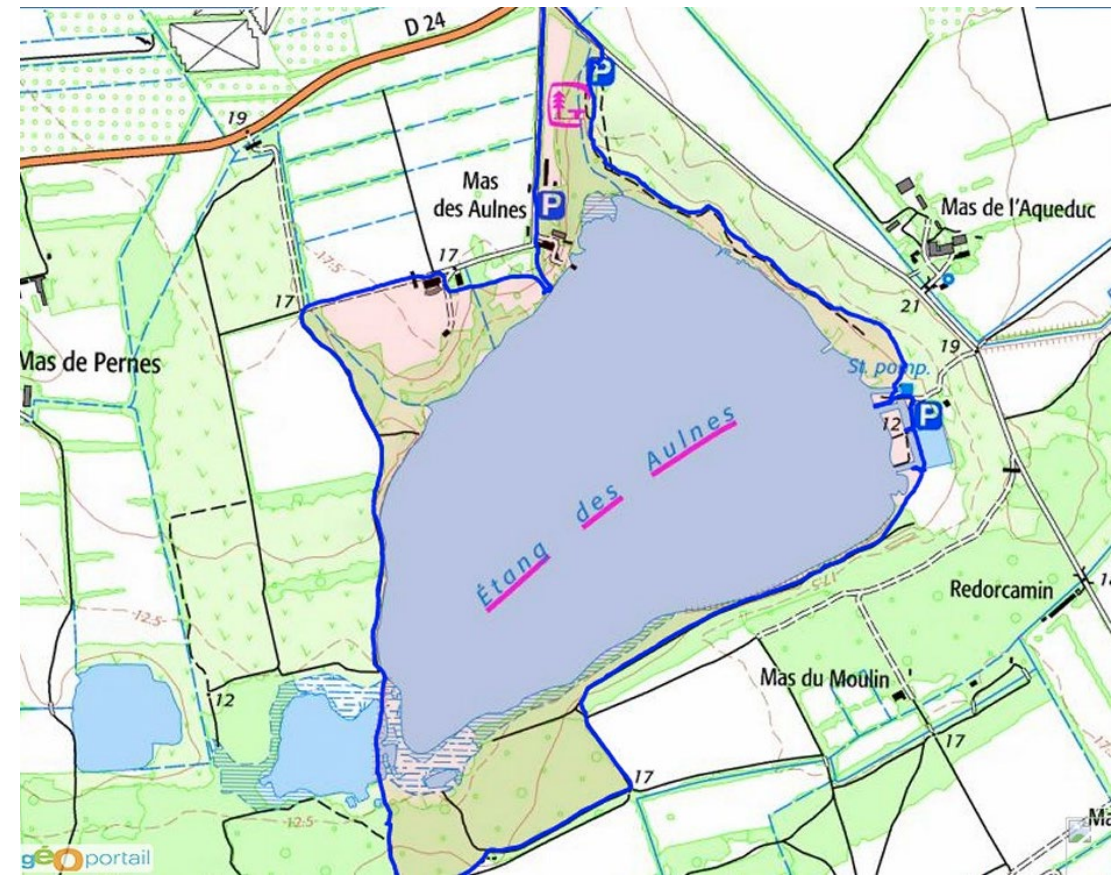 D 24
P
19
Mas
des Aulnes
P
Mas de l'Aqueduc
17
17.5
21
17
19
Mas de Pernes
St. pomp.
12
P
Étang des Aulnes
17.5
Redorcamin
12.5
Mas du Moulin
12
17
17
12.5
géoportail